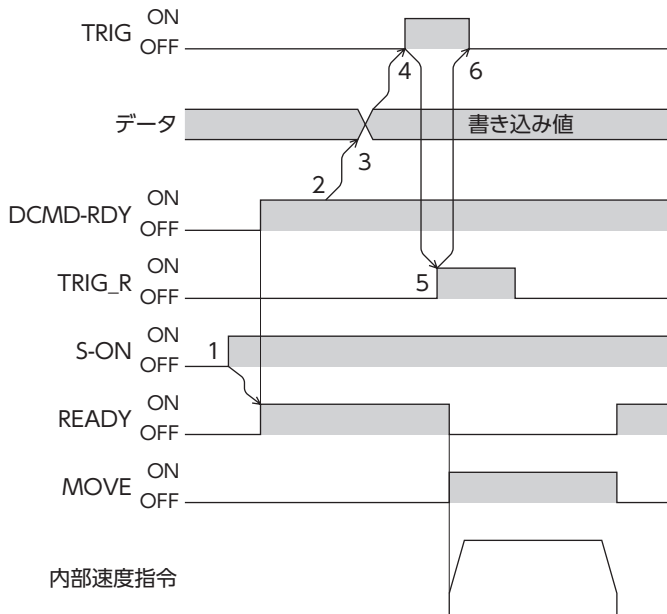 TRIG ON
OFF
4 6
データ 書き込み値
3
2
DCMD-RDY ON
OFF
TRIG_R ON
OFF
5
S-ON ON
OFF
1
READY ON
OFF
MOVE ON
OFF
内部速度指令